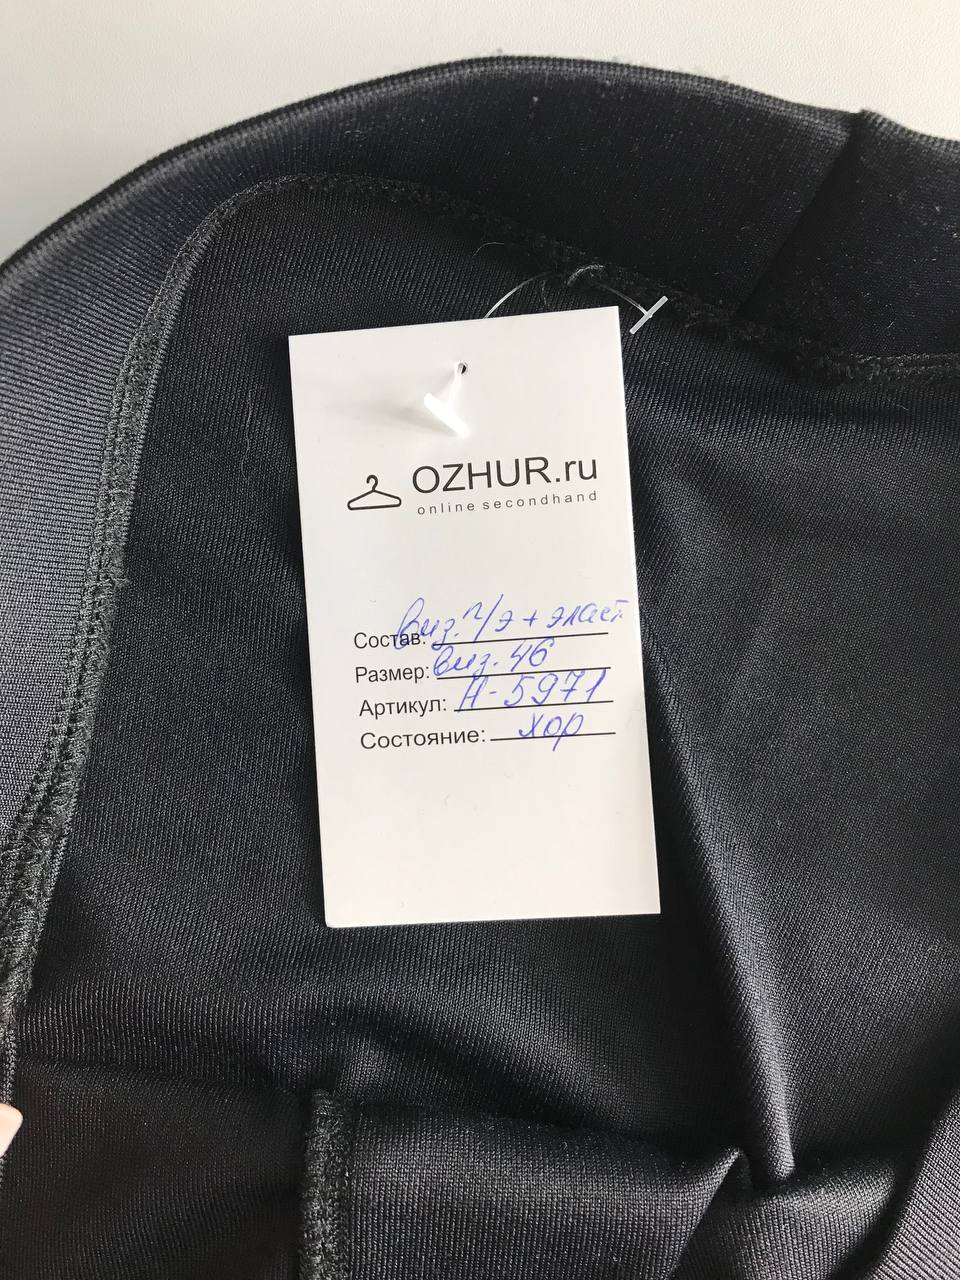 OZHUR.ru
online secondhand
Состав: виз. п/э + эласт
Размер: виз. 46
Артикул: А-5971
Состояние: хор